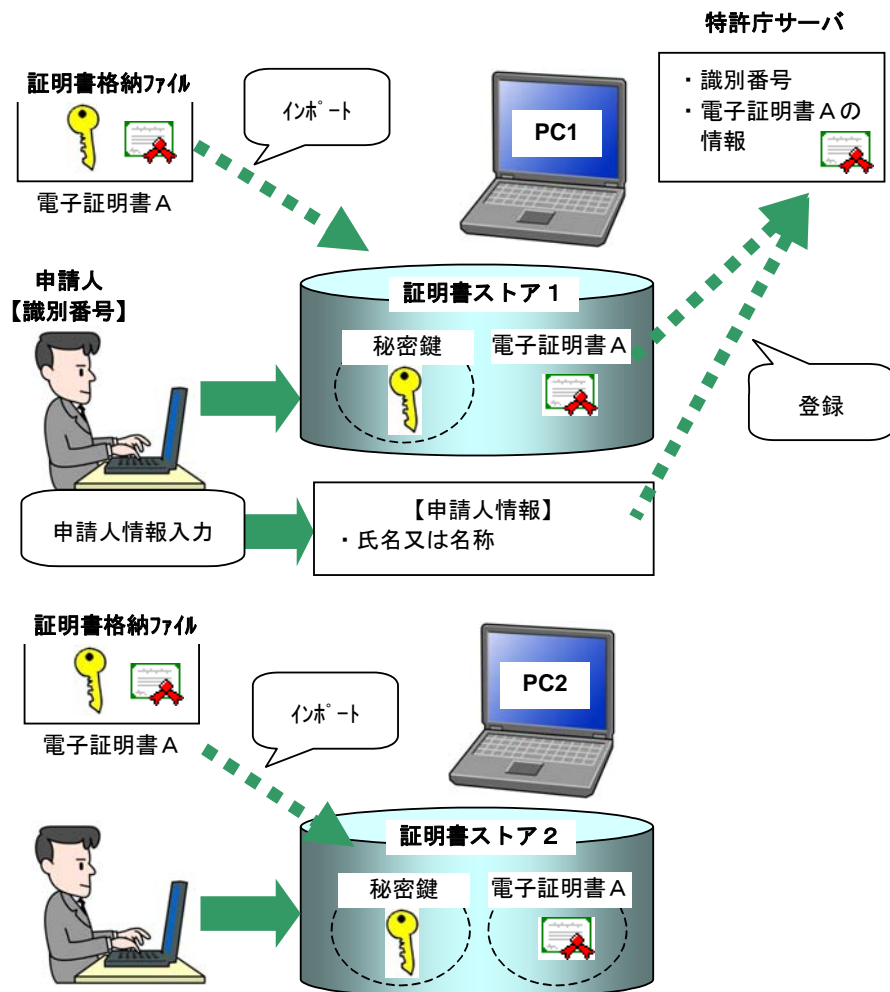 特許庁サーバ
証明書格納ﾌｧｲﾙ
電子証明書Ａ
ｲﾝﾎﾟｰﾄ
PC1
・識別番号
・電子証明書Ａの
情報
申請人
【識別番号】
証明書ストア１
秘密鍵
電子証明書Ａ
登録
申請人情報入力
【申請人情報】
・氏名又は名称
証明書格納ﾌｧｲﾙ
電子証明書Ａ
ｲﾝﾎﾟｰﾄ
PC2
証明書ストア２
秘密鍵
電子証明書Ａ